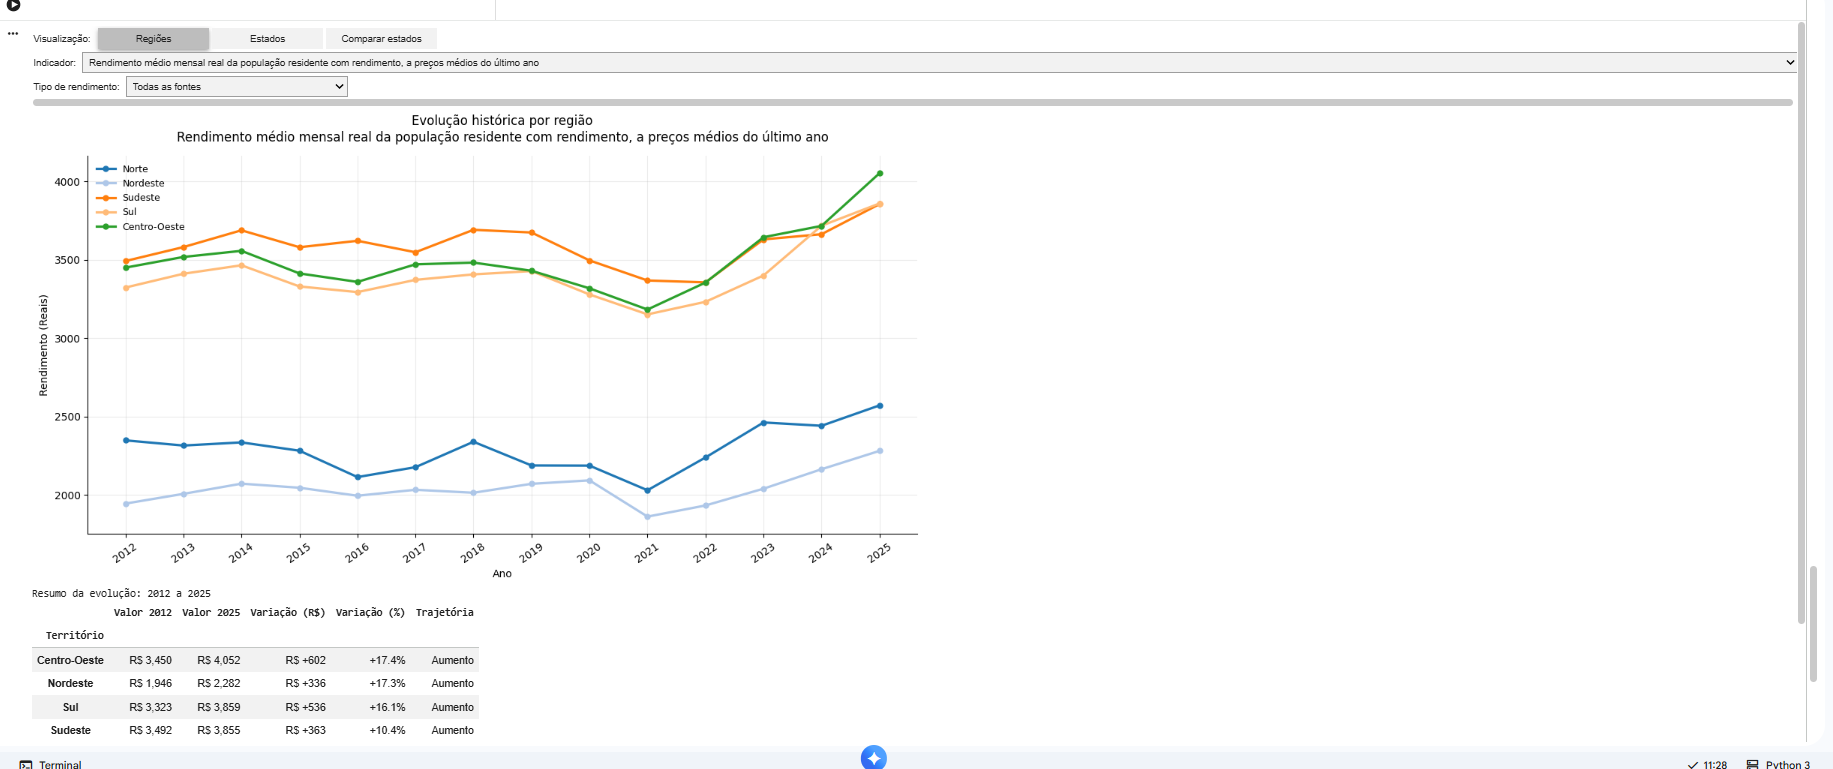 Visualização: Regiões Estados Comparar estados
Indicador: Rendimento médio mensal real da população residente com rendimento, a preços médios do último ano
Tipo de rendimento: Todas as fontes
Evolução histórica por região
Rendimento médio mensal real da população residente com rendimento, a preços médios do último ano
Norte
Nordeste
Sudeste
Sul
Centro-Oeste
4000
3500
3000
2500
2000
Rendimento (Reais)
2012 2013 2014 2015 2016 2017 2018 2019 2020 2021 2022 2023 2024 2025
Ano
Resumo da evolução: 2012 a 2025
Valor 2012 Valor 2025 Variação (R$) Variação (%) Trajetória
Território
Centro-Oeste R$ 3,450 R$ 4,052 R$ +602 +17.4% Aumento
Nordeste R$ 1,946 R$ 2,282 R$ +336 +17.3% Aumento
Sul R$ 3,323 R$ 3,859 R$ +536 +16.1% Aumento
Sudeste R$ 3,492 R$ 3,855 R$ +363 +10.4% Aumento
Terminal 11:28 Python 3